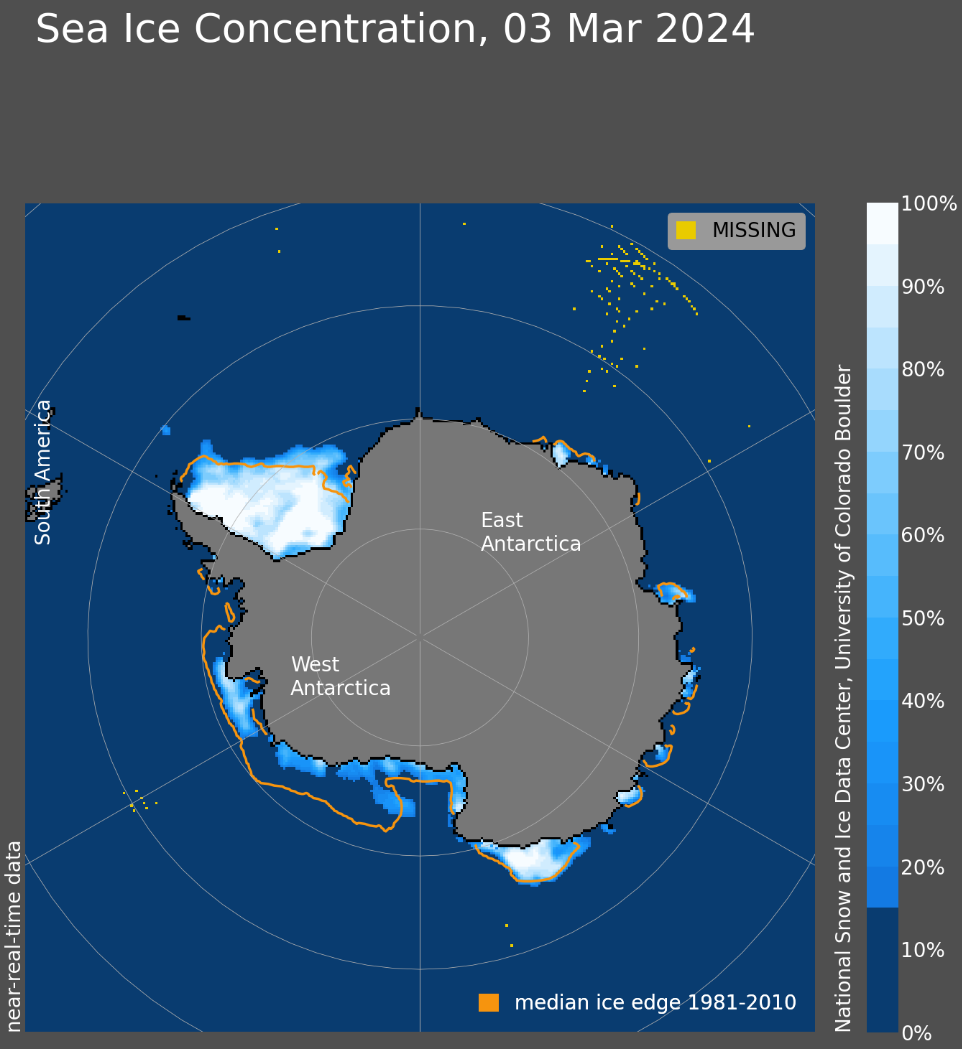 Sea Ice Concentration, 03 Mar 2024
MISSING
South America
East
Antarctica
West
Antarctica
near-real-time data
median ice edge 1981-2010
National Snow and Ice Data Center, University of Colorado Boulder
100%
90%
80%
70%
60%
50%
40%
30%
20%
10%
0%